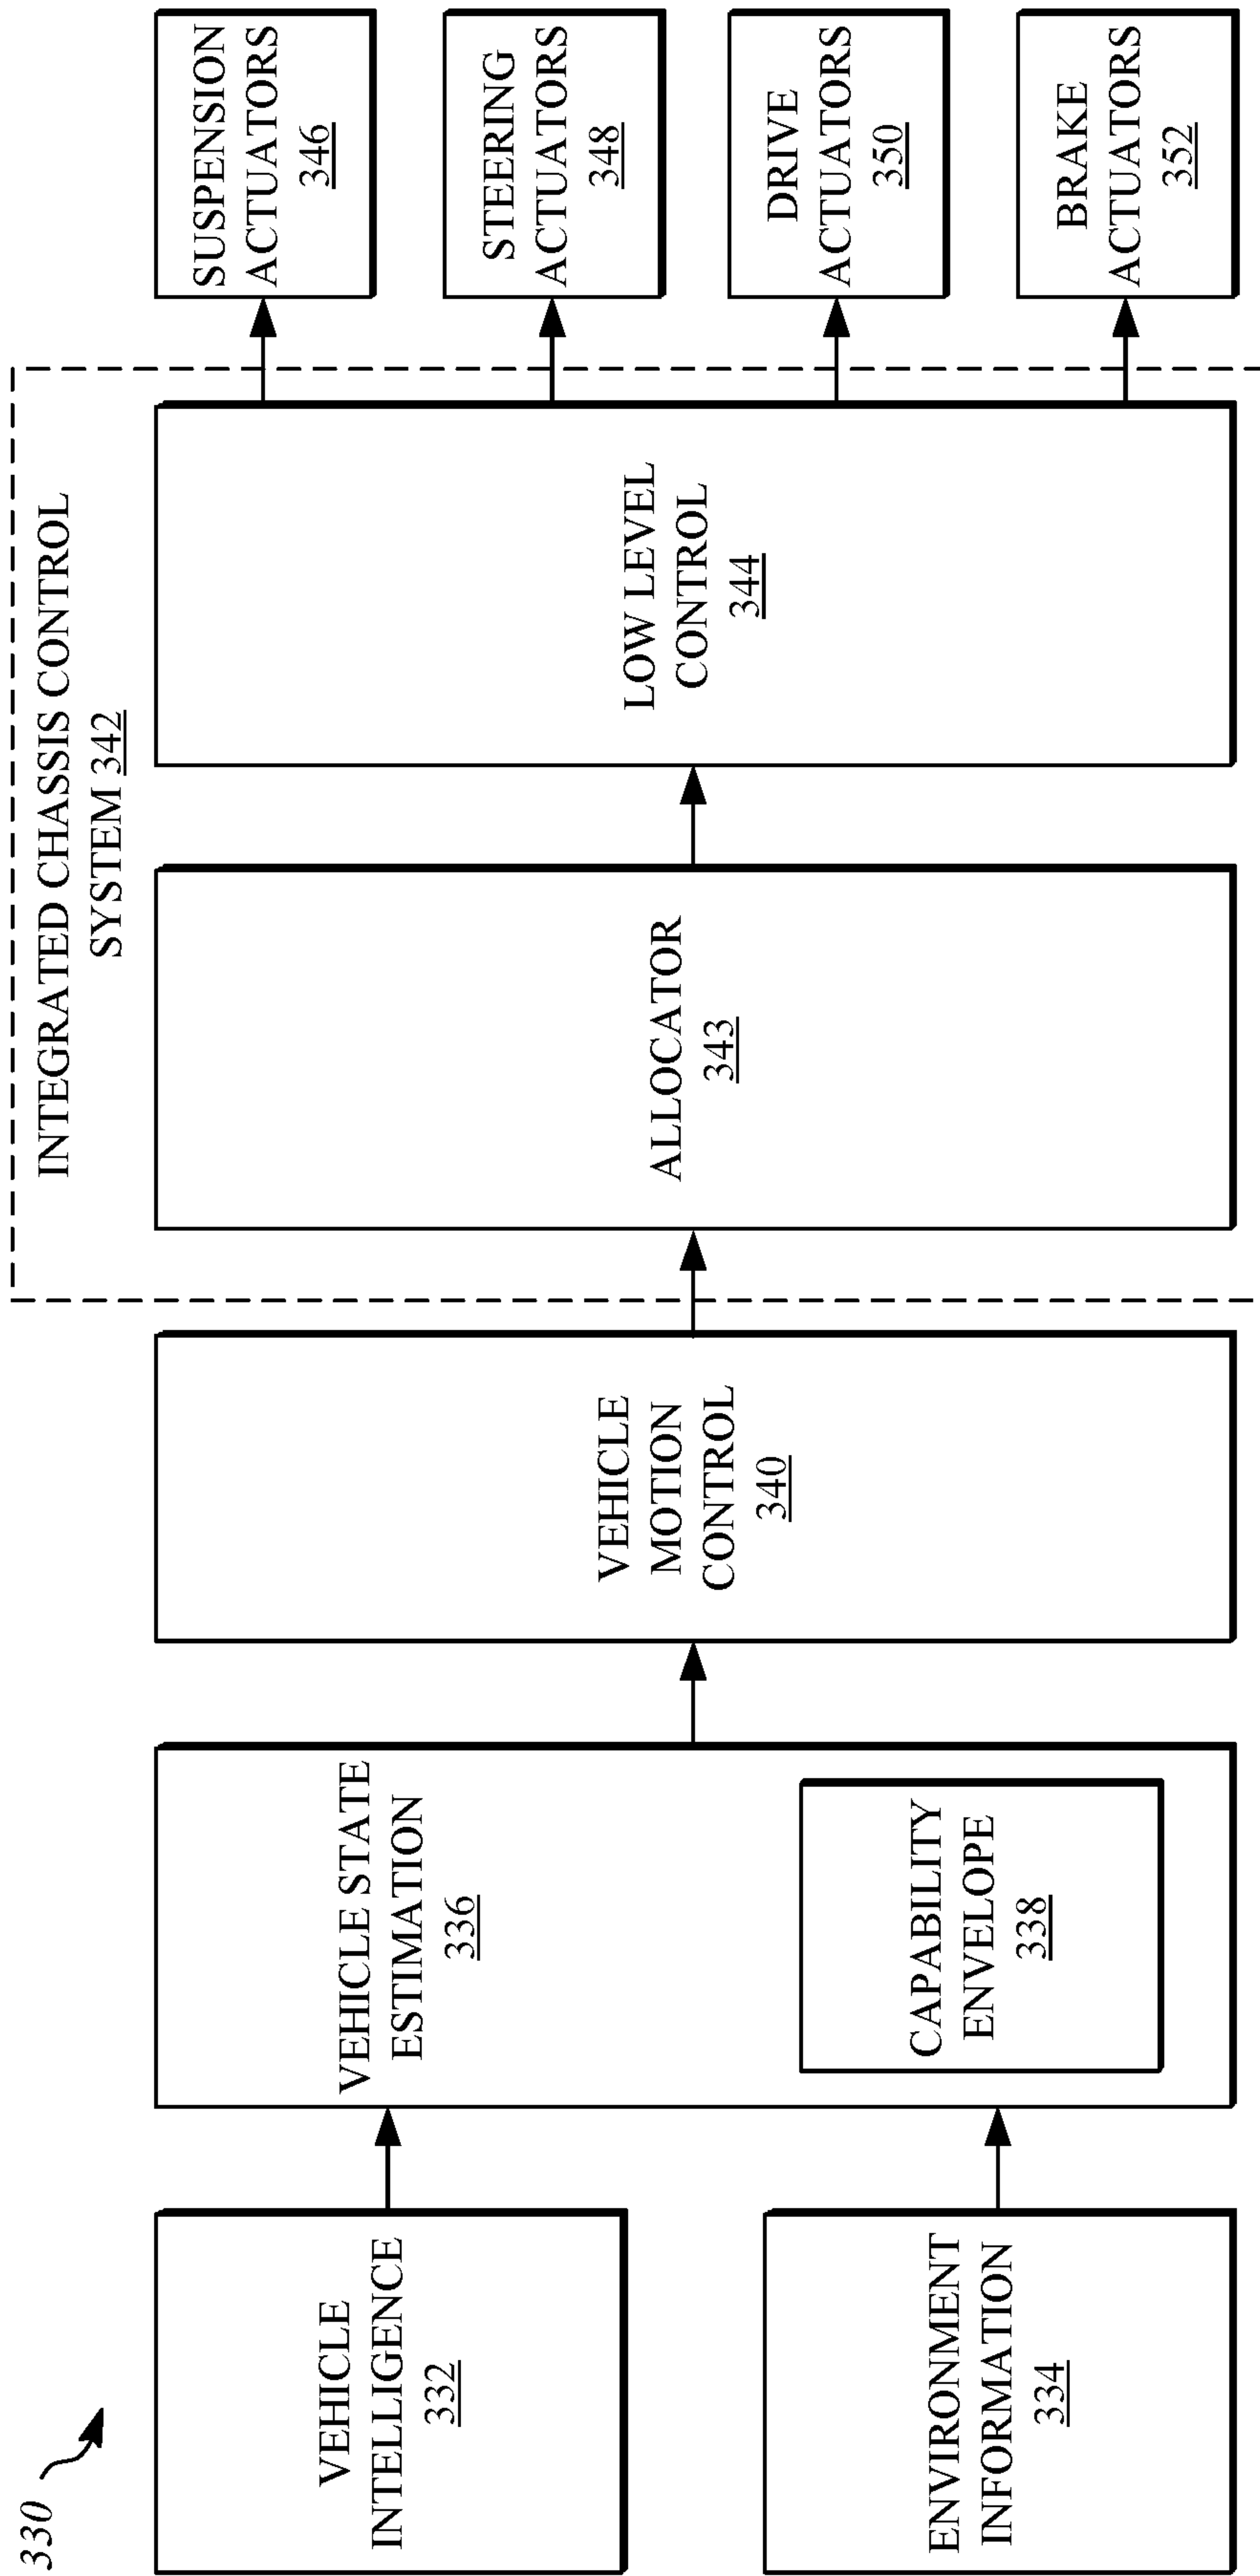 330
VEHICLE
INTELLIGENCE
332
ENVIRONMENT
INFORMATION
334
VEHICLE STATE
ESTIMATION
336
CAPABILITY
ENVELOPE
338
VEHICLE
MOTION
CONTROL
340
INTEGRATED CHASSIS CONTROL
SYSTEM 342
ALLOCATOR
343
LOW LEVEL
CONTROL
344
SUSPENSION
ACTUATORS
346
STEERING
ACTUATORS
348
DRIVE
ACTUATORS
350
BRAKE
ACTUATORS
352